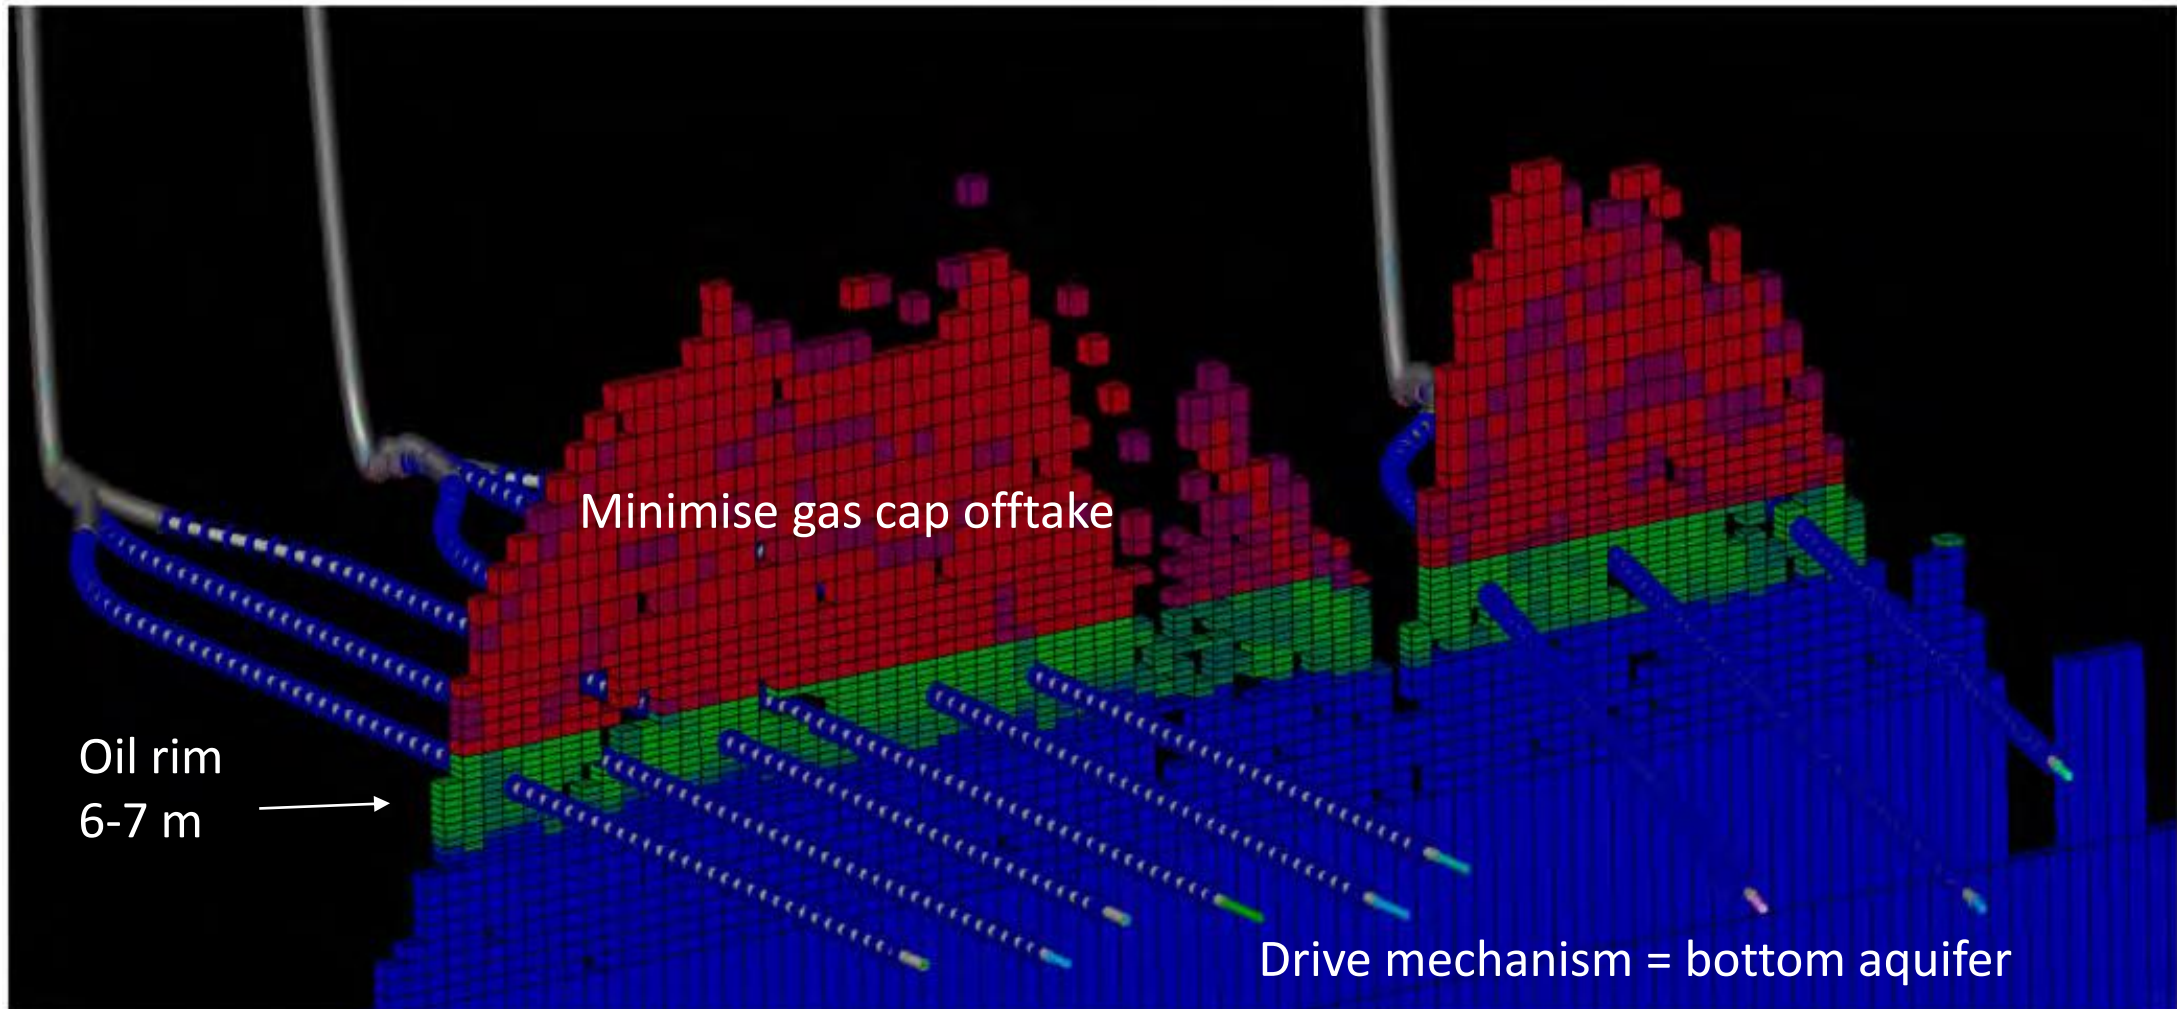 Minimise gas cap offtake
Oil rim
6-7 m
Drive mechanism = bottom aquifer